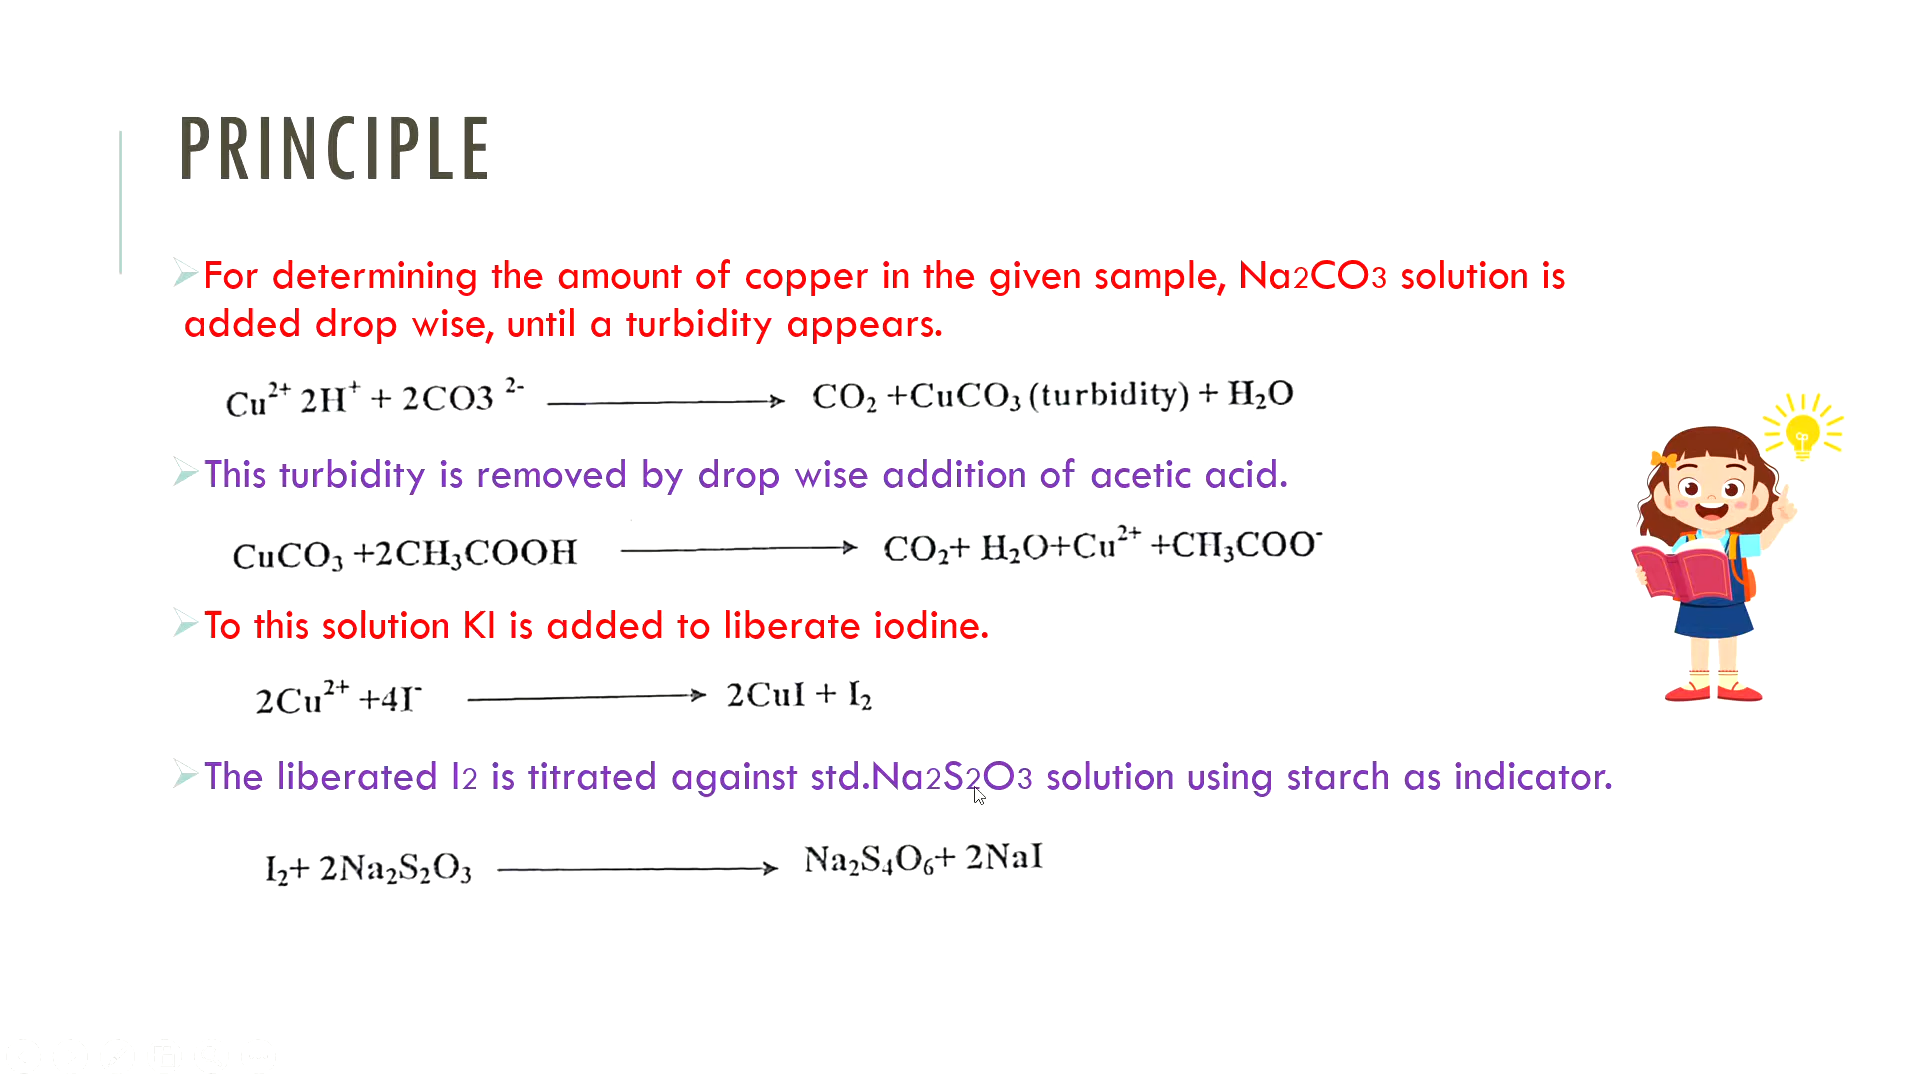 PRINCIPLE
For determining the amount of copper in the given sample, Na2CO3 solution is
added drop wise, until a turbidity appears.
Cu²⁺ 2H⁺ + 2CO3 ²⁻ → CO₂ +CuCO₃ (turbidity) + H₂O
This turbidity is removed by drop wise addition of acetic acid.
CuCO₃ +2CH₃COOH → CO₂+ H₂O+Cu²⁺ +CH₃COO⁻
To this solution KI is added to liberate iodine.
2Cu²⁺ +4I⁻ → 2CuI + I₂
The liberated I2 is titrated against std.Na2S2O3 solution using starch as indicator.
I₂+ 2Na₂S₂O₃ → Na₂S₄O₆+ 2NaI